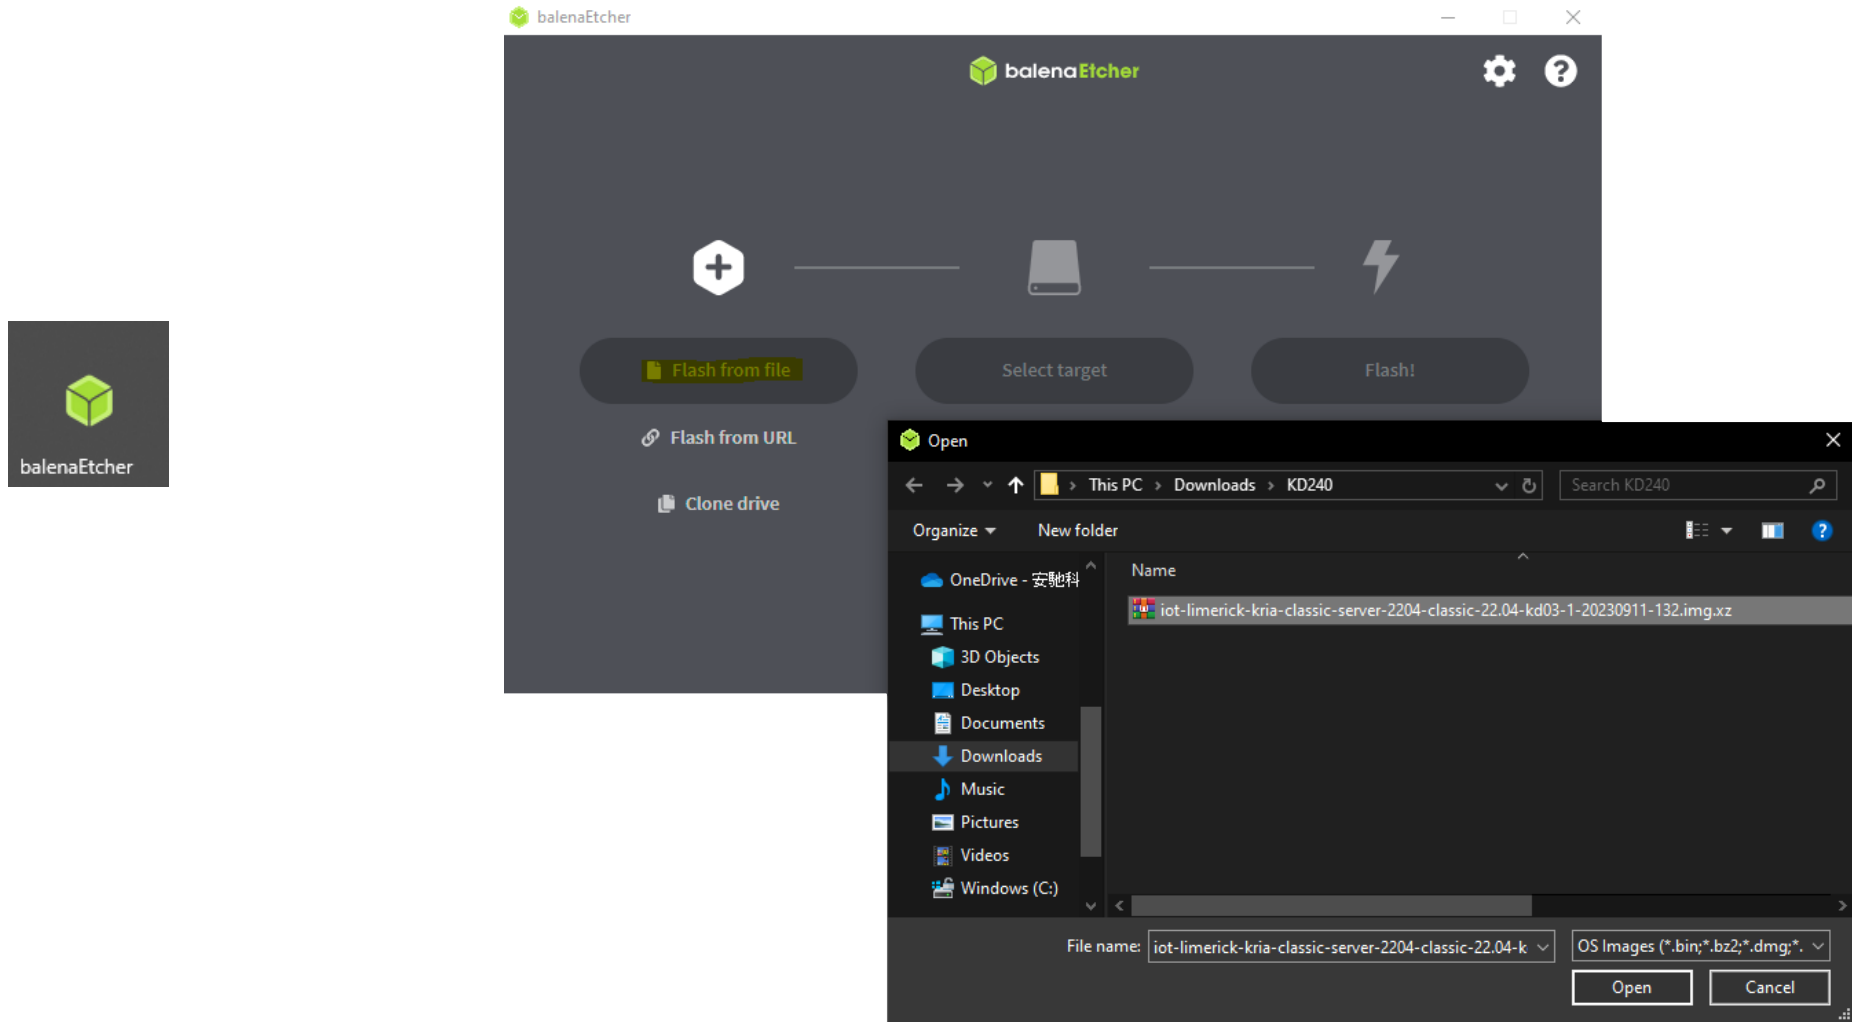 balenaEtcher
balenaEtcher
balenaEtcher
Flash from file
Select target
Flash!
Flash from URL
Clone drive
Open
This PC > Downloads > KD240
Search KD240
Organize
New folder
OneDrive - 安馳科
This PC
3D Objects
Desktop
Documents
Downloads
Music
Pictures
Videos
Windows (C:)
Name
iot-limerick-kria-classic-server-2204-classic-22.04-kd03-1-20230911-132.img.xz
File name:
iot-limerick-kria-classic-server-2204-classic-22.04-k
OS Images (*.bin;*.bz2;*.dmg;*.
Open
Cancel